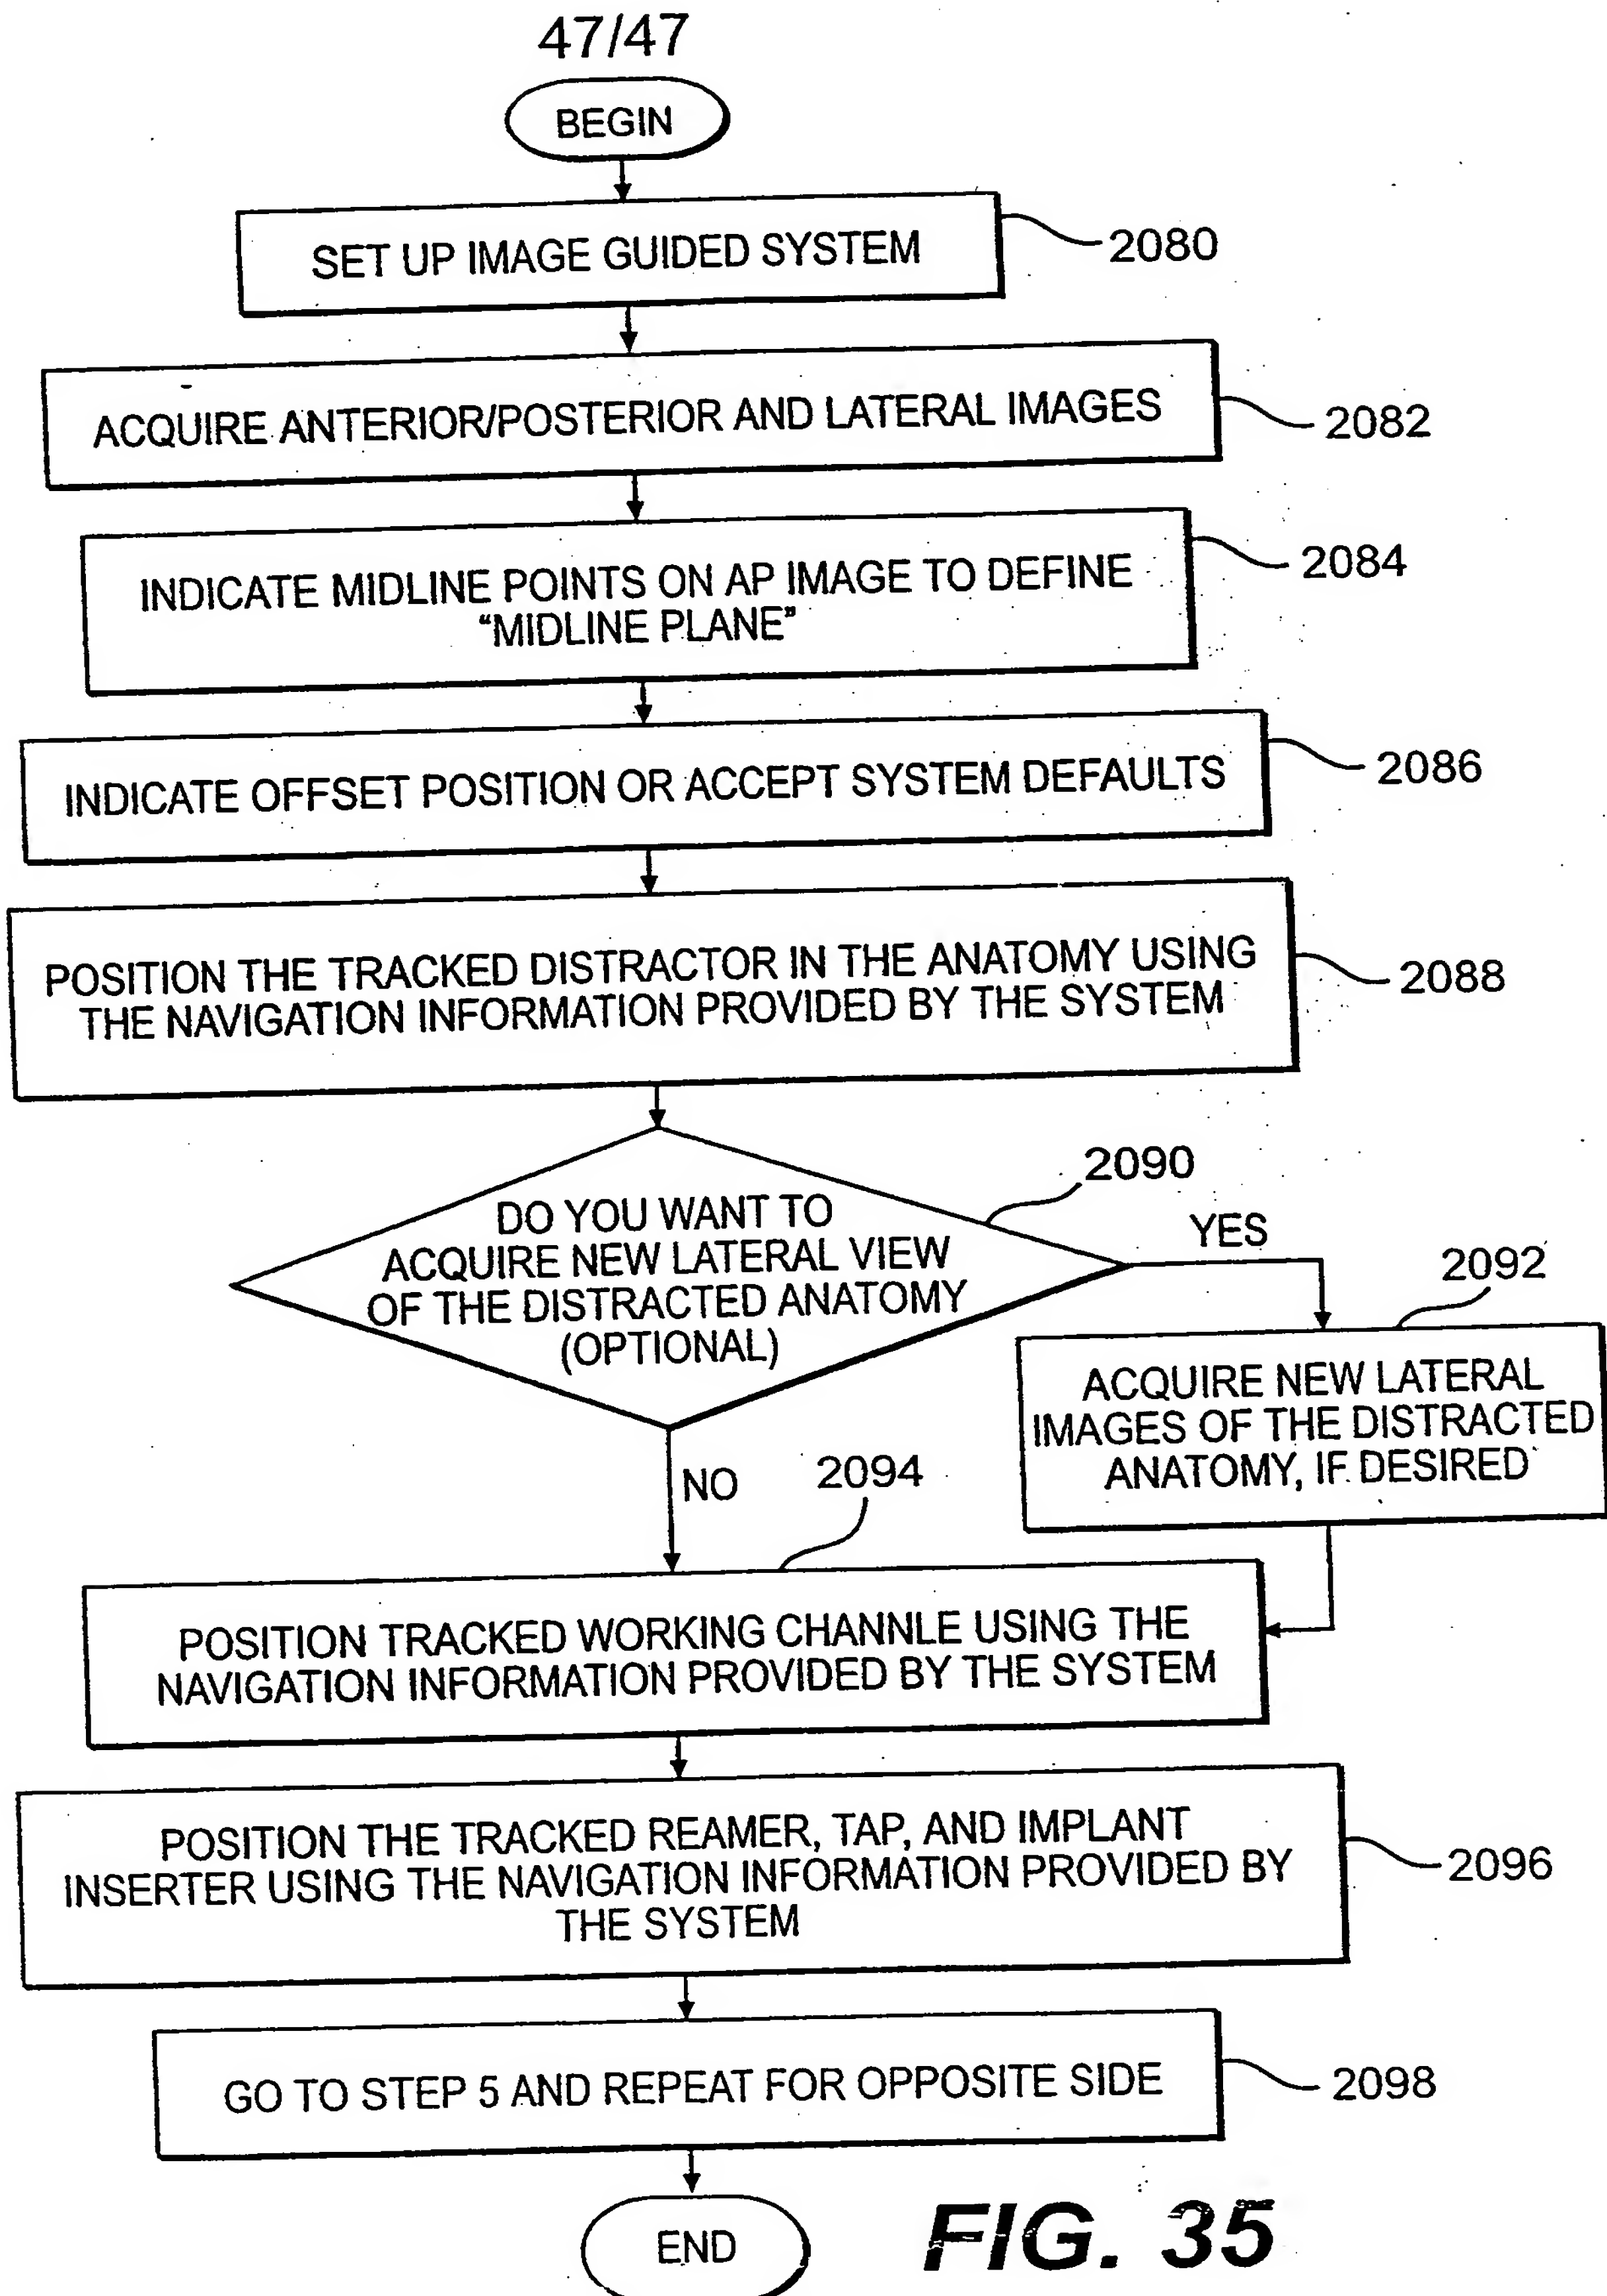 47/47
BEGIN
SET UP IMAGE GUIDED SYSTEM
2080
ACQUIRE ANTERIOR/POSTERIOR AND LATERAL IMAGES
2082
INDICATE MIDLINE POINTS ON AP IMAGE TO DEFINE
“MIDLINE PLANE”
2084
INDICATE OFFSET POSITION OR ACCEPT SYSTEM DEFAULTS
2086
POSITION THE TRACKED DISTRACTOR IN THE ANATOMY USING
THE NAVIGATION INFORMATION PROVIDED BY THE SYSTEM
2088
DO YOU WANT TO
ACQUIRE NEW LATERAL VIEW
OF THE DISTRACTED ANATOMY
(OPTIONAL)
2090
YES
2092
ACQUIRE NEW LATERAL
IMAGES OF THE DISTRACTED
ANATOMY, IF DESIRED
NO
2094
POSITION TRACKED WORKING CHANNLE USING THE
NAVIGATION INFORMATION PROVIDED BY THE SYSTEM
POSITION THE TRACKED REAMER, TAP, AND IMPLANT
INSERTER USING THE NAVIGATION INFORMATION PROVIDED BY
THE SYSTEM
2096
GO TO STEP 5 AND REPEAT FOR OPPOSITE SIDE
2098
END
FIG. 35